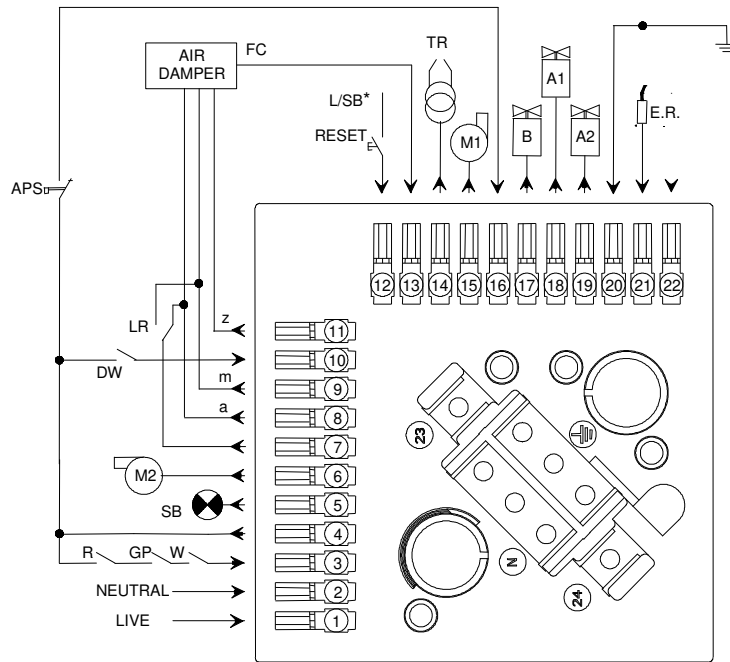 AIR
DAMPER
FC
TR
L/SB*
RESET
M1
B
A1
A2
E.R.
APS
12 13 14 15 16 17 18 19 20 21 22
LR
z
11
DW
10
m
9
a
8
7
M2
6
SB
5
4
R GP W
3
NEUTRAL
2
LIVE
1
23
N
24